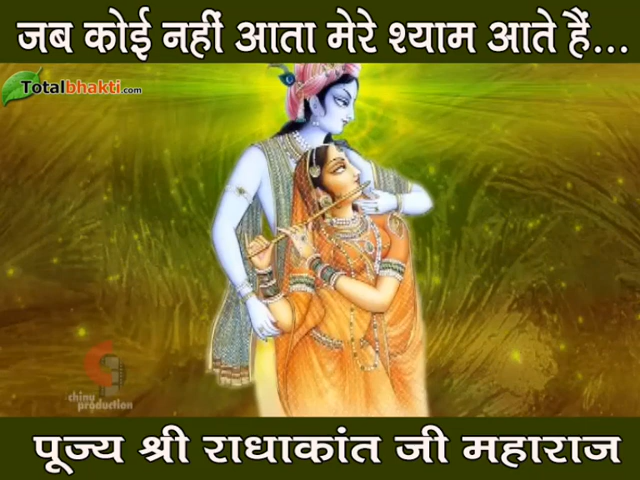 जब कोई नहीं आता मेरे श्याम आते हैं...
Totalbhakti.com
chinu
production
पूज्य श्री राधाकांत जी महाराज